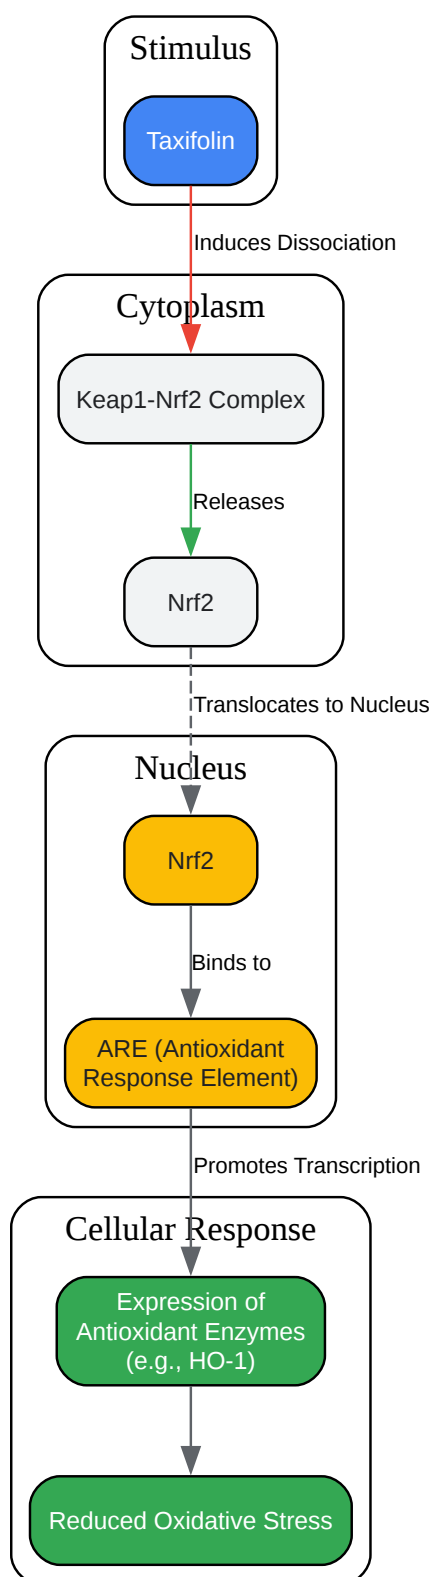 Stimulus
Taxifolin
Induces Dissociation
Cytoplasm
Keap1-Nrf2 Complex
Releases
Nrf2
Translocates to Nucleus
Nucleus
Nrf2
Binds to
ARE (Antioxidant
Response Element)
Promotes Transcription
Cellular Response
Expression of
Antioxidant Enzymes
(e.g., HO-1)
Reduced Oxidative Stress